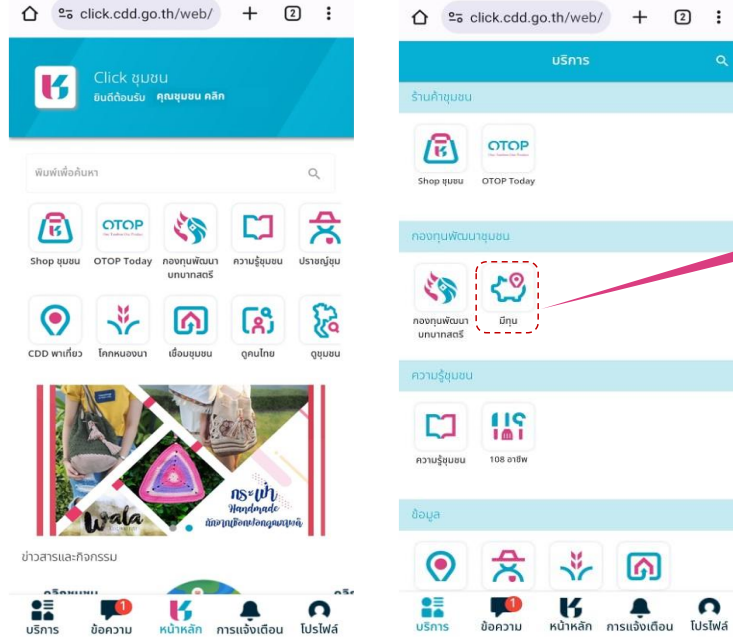 click.cdd.go.th/web/
2
Click ชุมชน
ยินดีต้อนรับ คุณชุมชน คลิก
พิมพ์เพื่อค้นหา
OTOP
Shop ชุมชน
OTOP Today
กองทุนพัฒนา
บทบาทสตรี
ความรู้ชุมชน
ปราชญ์ชุม
CDD พาเที่ยว
โคกหนองนา
เชื่อมชุมชน
ดูคนไทย
ดูชุมชน
wala
กระเป๋า
Handmade
ข่าวสารและกิจกรรม
1
บริการ
ข้อความ
หน้าหลัก
การแจ้งเตือน
โปรไฟล์
click.cdd.go.th/web/
2
บริการ
ร้านค้าชุมชน
OTOP
Shop ชุมชน
OTOP Today
กองทุนพัฒนาชุมชน
กองทุนพัฒนา
บทบาทสตรี
มีทุน
ความรู้ชุมชน
ความรู้ชุมชน
108 อาชีพ
ข้อมูล
1
บริการ
ข้อความ
หน้าหลัก
การแจ้งเตือน
โปรไฟล์